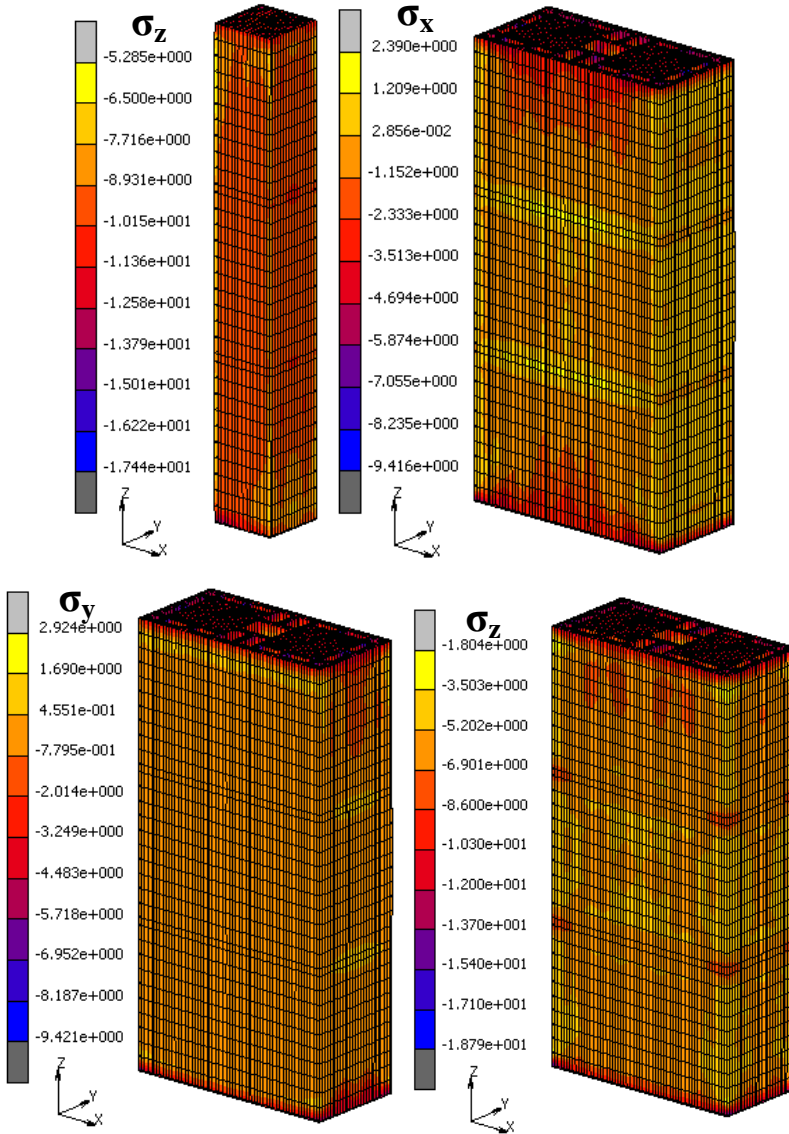 σz
-5.285e+000
-6.500e+000
-7.716e+000
-8.931e+000
-1.015e+001
-1.136e+001
-1.258e+001
-1.379e+001
-1.501e+001
-1.622e+001
-1.744e+001
Z
Y
X
σx
2.390e+000
1.209e+000
2.856e-002
-1.152e+000
-2.333e+000
-3.513e+000
-4.694e+000
-5.874e+000
-7.055e+000
-8.235e+000
-9.416e+000
Z
Y
X
σy
2.924e+000
1.690e+000
4.551e-001
-7.795e-001
-2.014e+000
-3.249e+000
-4.483e+000
-5.718e+000
-6.952e+000
-8.187e+000
-9.421e+000
Z
Y
X
σz
-1.804e+000
-3.503e+000
-5.202e+000
-6.901e+000
-8.600e+000
-1.030e+001
-1.200e+001
-1.370e+001
-1.540e+001
-1.710e+001
-1.879e+001
Z
Y
X